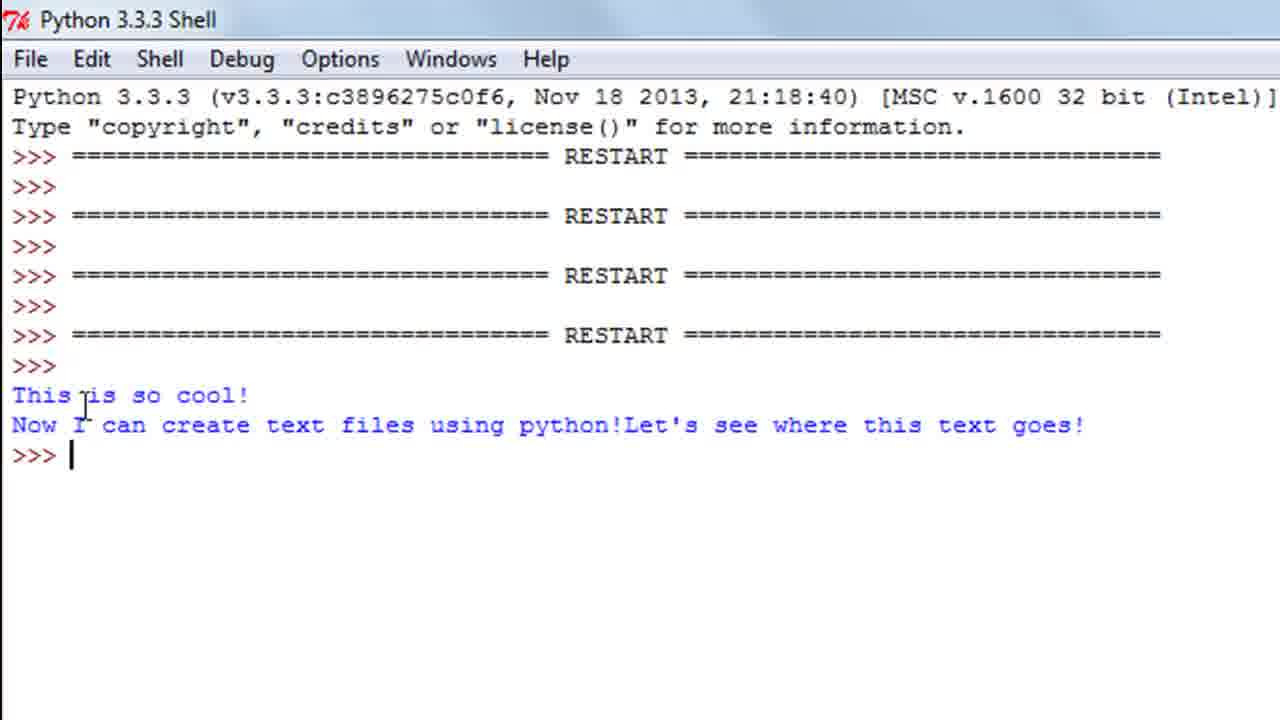 Python 3.3.3 Shell
File Edit Shell Debug Options Windows Help
Python 3.3.3 (v3.3.3:c3896275c0f6, Nov 18 2013, 21:18:40) [MSC v.1600 32 bit (Intel)]
Type "copyright", "credits" or "license()" for more information.
>>> ================================ RESTART ================================
>>>
>>> ================================ RESTART ================================
>>>
>>> ================================ RESTART ================================
>>>
>>> ================================ RESTART ================================
>>>
This is so cool!
Now I can create text files using python!Let's see where this text goes!
>>>